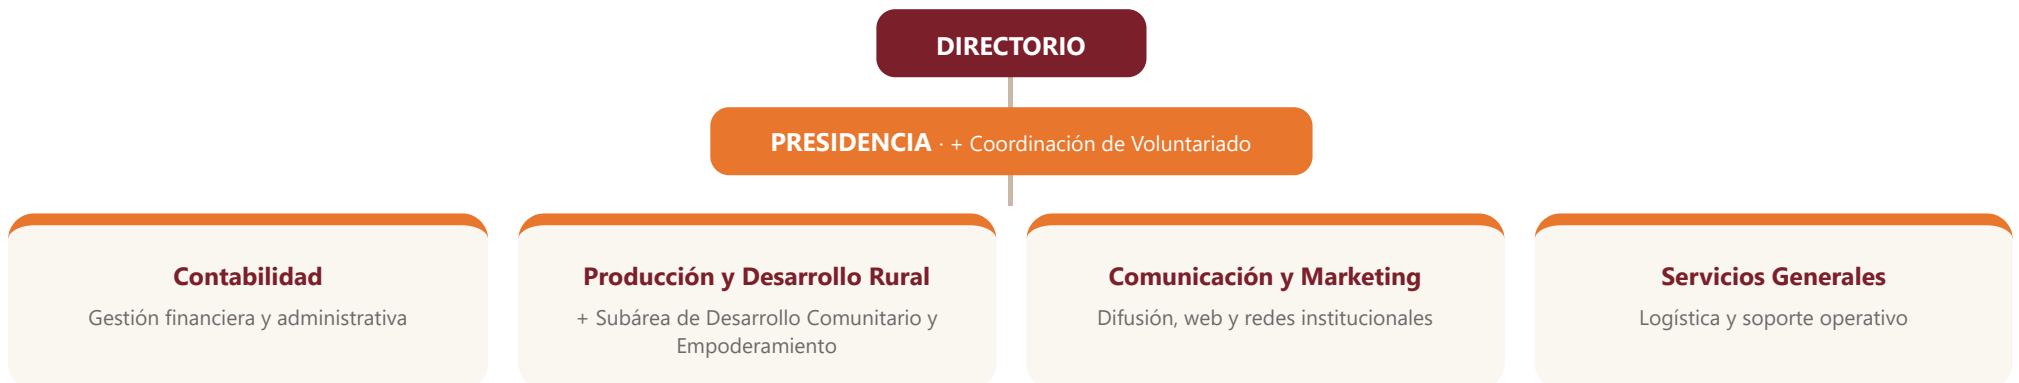 DIRECTORIO
PRESIDENCIA · + Coordinación de Voluntariado
Contabilidad
Gestión financiera y administrativa
Producción y Desarrollo Rural
+ Subárea de Desarrollo Comunitario y
Empoderamiento
Comunicación y Marketing
Difusión, web y redes institucionales
Servicios Generales
Logística y soporte operativo